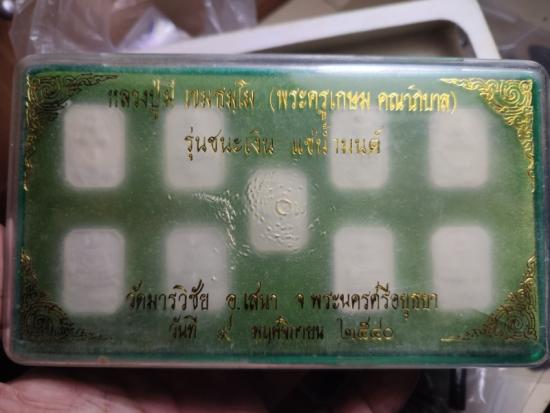 หลวงปู่มี เขมธมฺโม (พระครูเกษม คณาภิบาล)
รุ่นชนะเงิน แช่น้ำมนต์
วัดมารวิชัย อ.เสนา จ.พระนครศรีอยุธยา
วันที่ ๙ พฤศจิกายน ๒๕๔๐